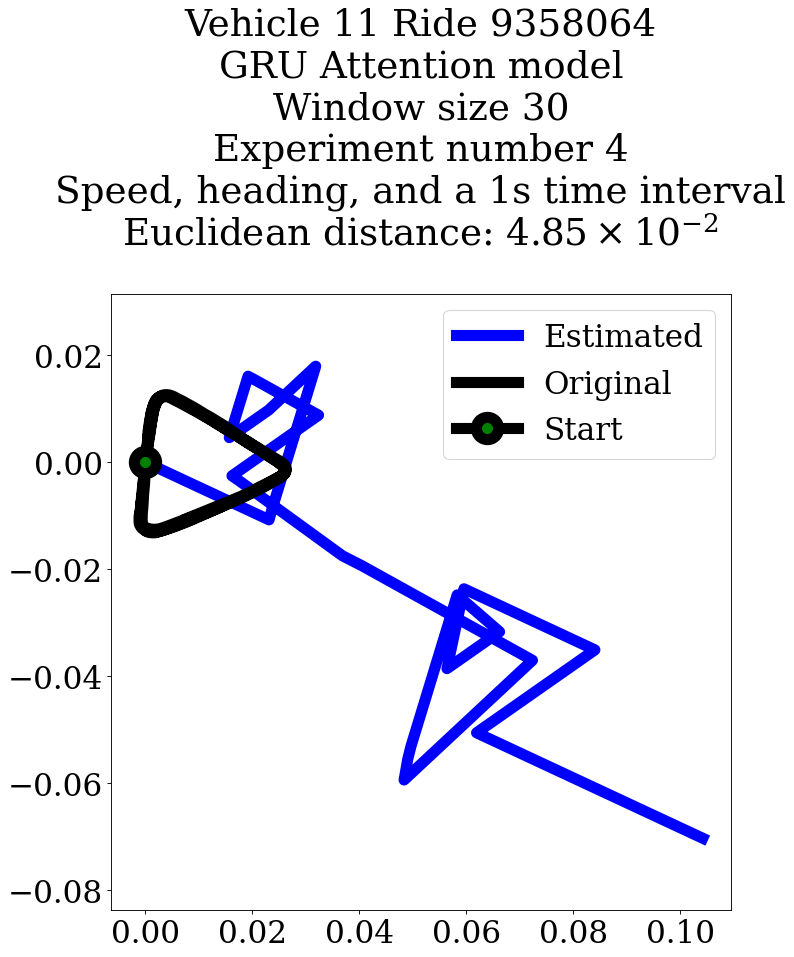 Vehicle 11 Ride 9358064
GRU Attention model
Window size 30
Experiment number 4
Speed, heading, and a 1s time interval
Euclidean distance: 4.85 × 10⁻²
Estimated
Original
Start
0.02
0.00
−0.02
−0.04
−0.06
−0.08
0.00 0.02 0.04 0.06 0.08 0.10